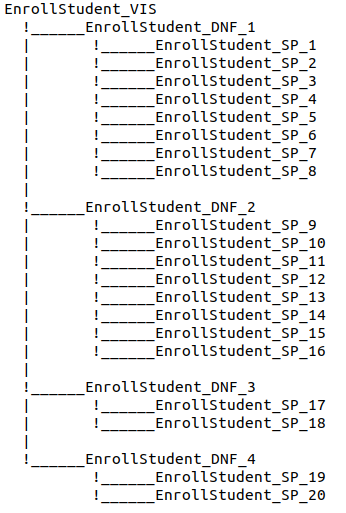 EnrollStudent_VIS
  !______EnrollStudent_DNF_1
  |       !______EnrollStudent_SP_1
  |       !______EnrollStudent_SP_2
  |       !______EnrollStudent_SP_3
  |       !______EnrollStudent_SP_4
  |       !______EnrollStudent_SP_5
  |       !______EnrollStudent_SP_6
  |       !______EnrollStudent_SP_7
  |       !______EnrollStudent_SP_8
  |
  !______EnrollStudent_DNF_2
  |       !______EnrollStudent_SP_9
  |       !______EnrollStudent_SP_10
  |       !______EnrollStudent_SP_11
  |       !______EnrollStudent_SP_12
  |       !______EnrollStudent_SP_13
  |       !______EnrollStudent_SP_14
  |       !______EnrollStudent_SP_15
  |       !______EnrollStudent_SP_16
  |
  !______EnrollStudent_DNF_3
  |       !______EnrollStudent_SP_17
  |       !______EnrollStudent_SP_18
  |
  !______EnrollStudent_DNF_4
          !______EnrollStudent_SP_19
          !______EnrollStudent_SP_20